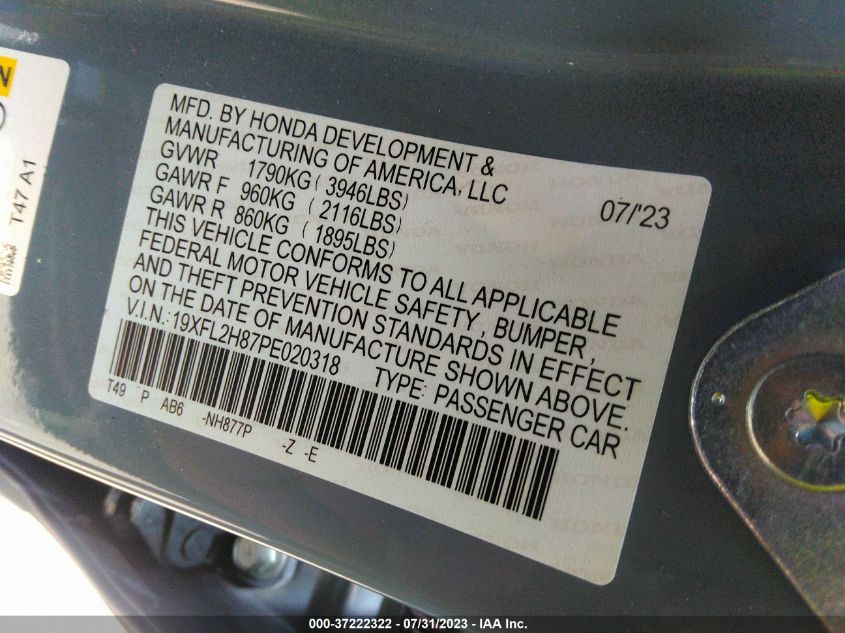 N
T47 A1
MFD. BY HONDA DEVELOPMENT &
MANUFACTURING OF AMERICA, LLC
GVWR 1790KG ( 3946LBS)
07/'23
GAWR F 960KG ( 2116LBS)
GAWR R 860KG ( 1895LBS)
THIS VEHICLE CONFORMS TO ALL APPLICABLE
FEDERAL MOTOR VEHICLE SAFETY, BUMPER,
AND THEFT PREVENTION STANDARDS IN EFFECT
ON THE DATE OF MANUFACTURE SHOWN ABOVE.
V.I.N.: 19XFL2H87PE020318 TYPE: PASSENGER CAR
T49 P AB6 -NH877P -Z -E
000-37222322 - 07/31/2023 - IAA Inc.